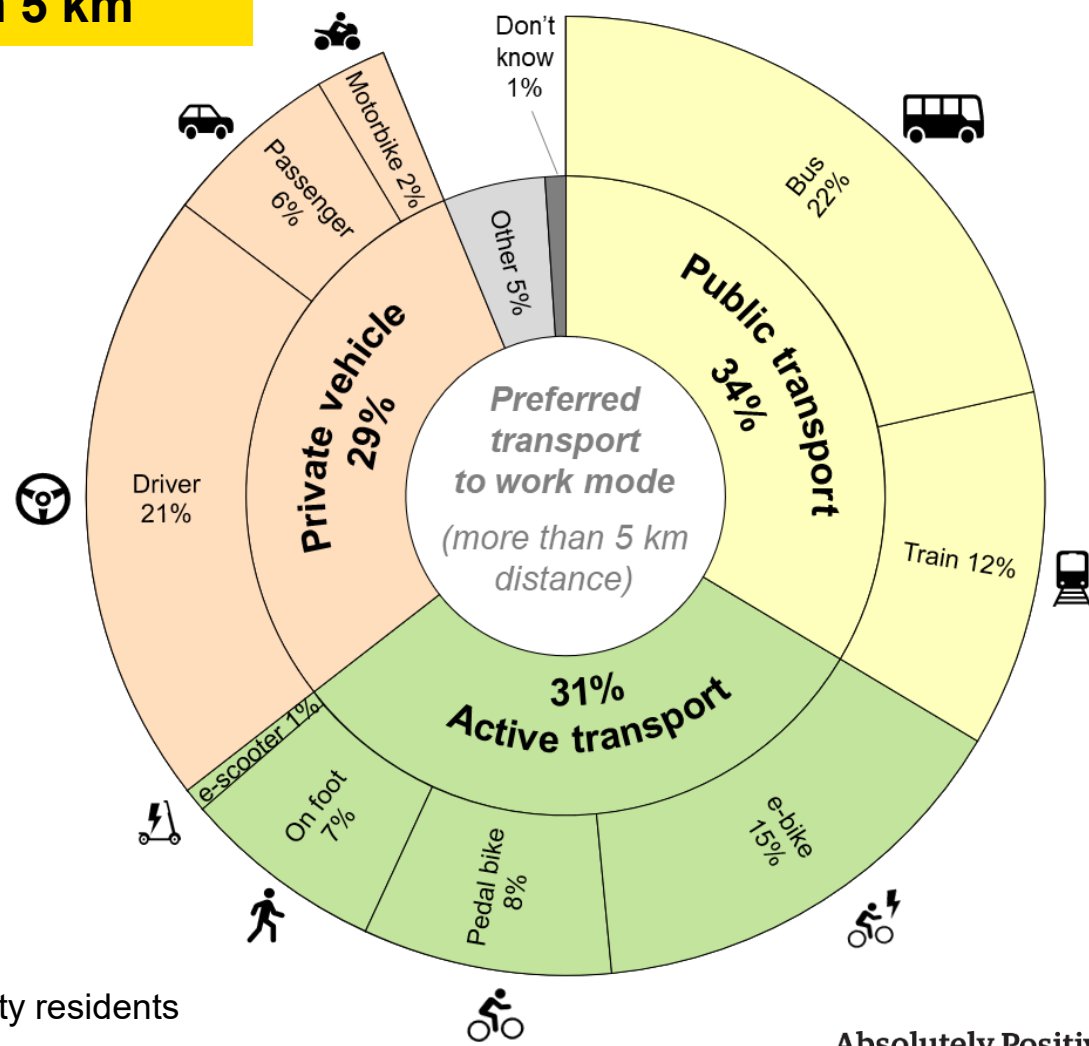 5 km
Don't
know
1%
Motorbike 2%
Passenger
6%
Other 5%
Bus
22%
Public transport
34%
Private vehicle
29%
Preferred
transport
to work mode
(more than 5 km
distance)
Driver
21%
Train 12%
31%
Active transport
e-scooter 1%
On foot
7%
Pedal bike
8%
e-bike
15%
ty residents
Absolutely Positiv